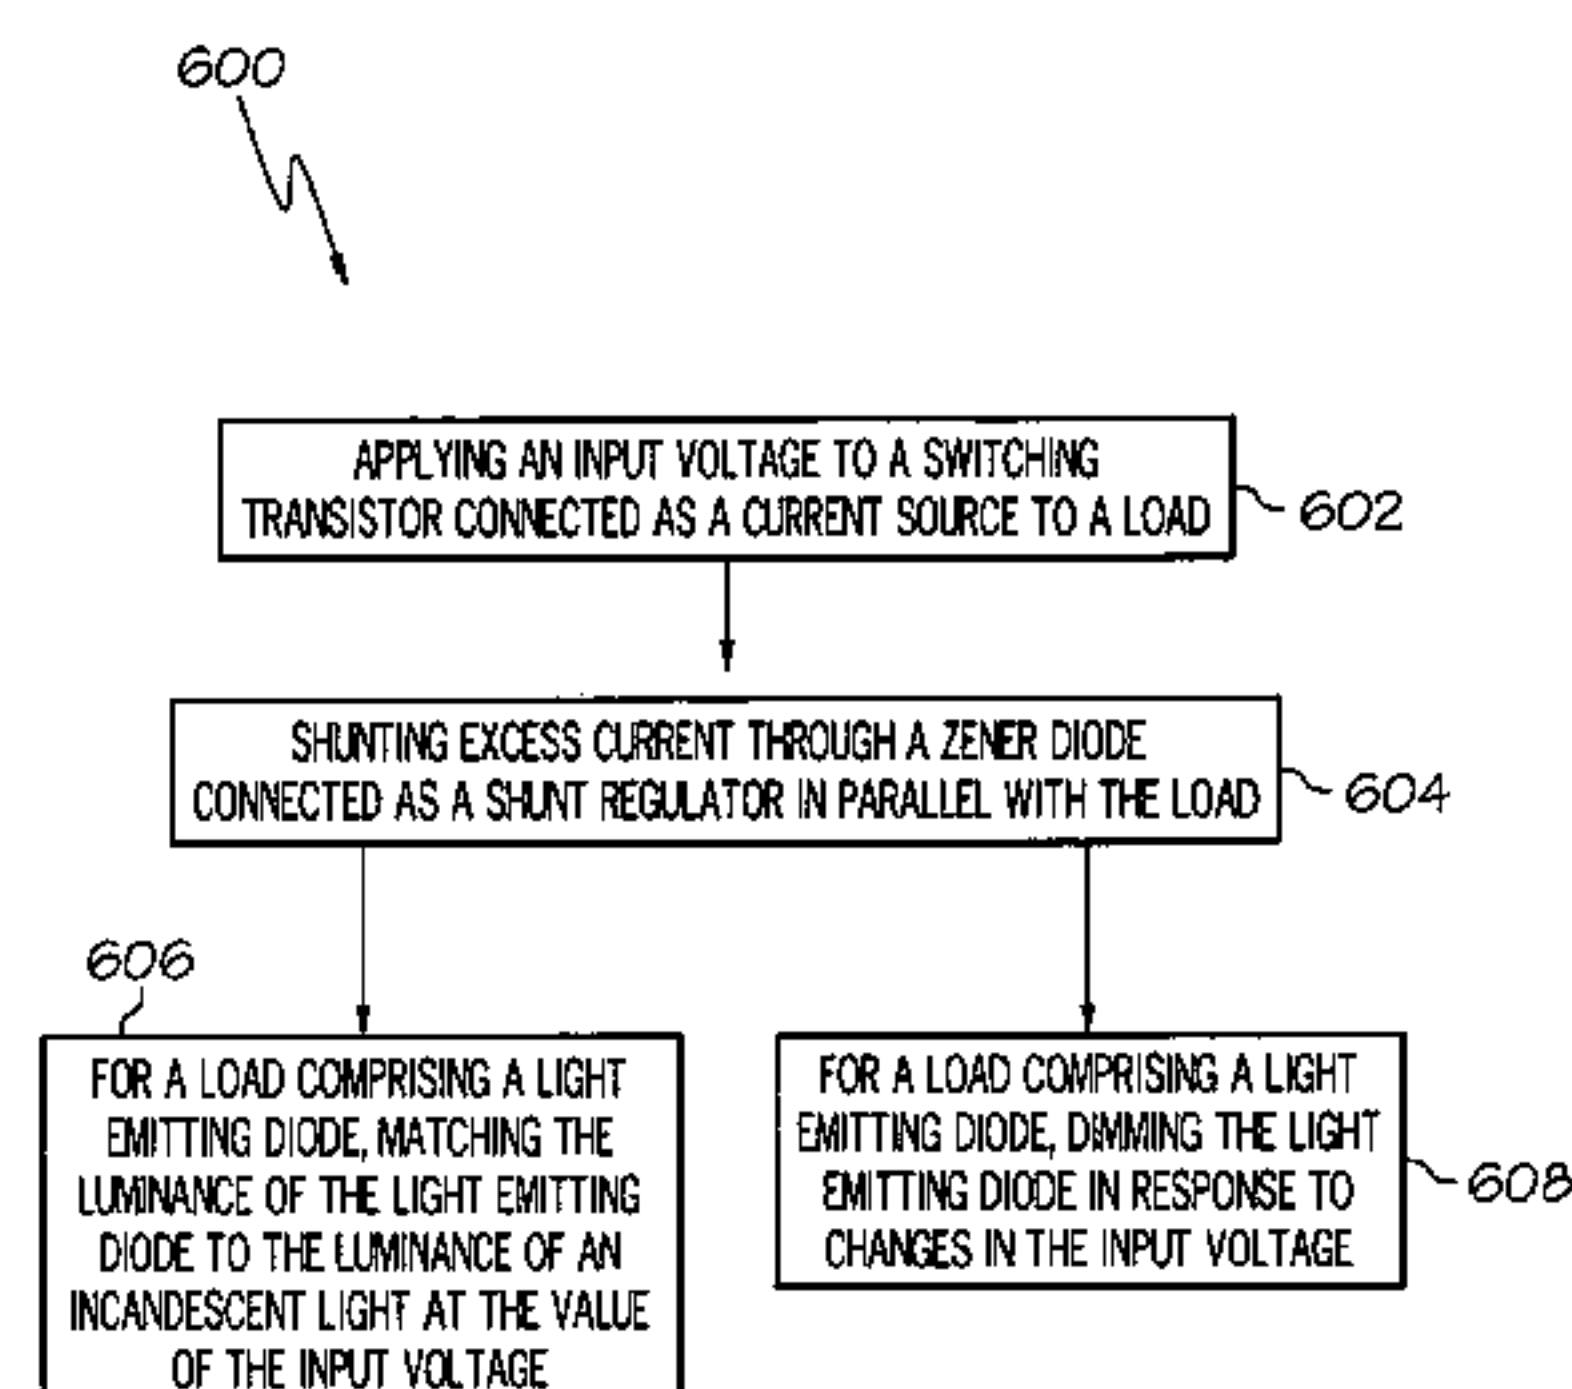 600
APPLYING AN INPUT VOLTAGE TO A SWITCHING
TRANSISTOR CONNECTED AS A CURRENT SOURCE TO A LOAD
602
SHUNTING EXCESS CURRENT THROUGH A ZENER DIODE
CONNECTED AS A SHUNT REGULATOR IN PARALLEL WITH THE LOAD
604
606
FOR A LOAD COMPRISING A LIGHT
EMITTING DIODE, MATCHING THE
LUMINANCE OF THE LIGHT EMITTING
DIODE TO THE LUMINANCE OF AN
INCANDESCENT LIGHT AT THE VALUE
OF THE INPUT VOLTAGE
FOR A LOAD COMPRISING A LIGHT
EMITTING DIODE, DIMMING THE LIGHT
EMITTING DIODE IN RESPONSE TO
CHANGES IN THE INPUT VOLTAGE
608